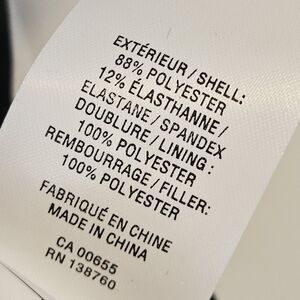 EXTÉRIEUR / SHELL:
88% POLYESTER
12% ÉLASTHANNE /
ELASTANE / SPANDEX
DOUBLURE / LINING :
100% POLYESTER
REMBOURRAGE / FILLER:
100% POLYESTER
FABRIQUÉ EN CHINE
MADE IN CHINA
CA 00655
RN 138760